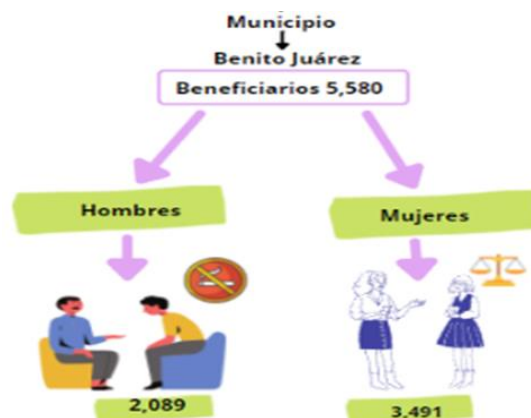 Municipio
Benito Juárez
Beneficiarios 5,580
Hombres
Mujeres
2,089
3,491